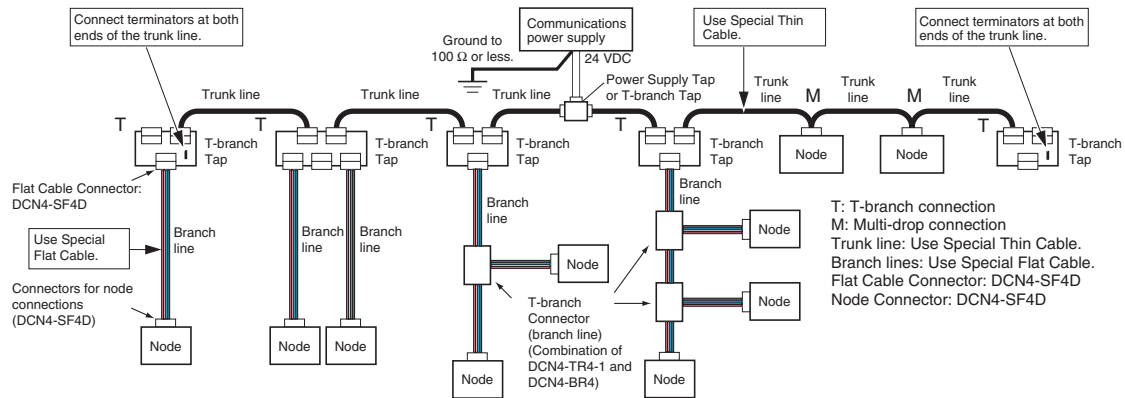 Connect terminators at both
ends of the trunk line.
Communications
power supply
Use Special Thin
Cable.
Connect terminators at both
ends of the trunk line.
Ground to
100 Ω or less.
24 VDC
Power Supply Tap
or T-branch Tap
Trunk line
Trunk line
Trunk line
Trunk
line
M
Trunk
line
M
Trunk
line
T
T
T
T
T
T-branch
Tap
T-branch
Tap
T-branch
Tap
T-branch
Tap
Node
Node
T-branch
Tap
Flat Cable Connector:
DCN4-SF4D
Use Special
Flat Cable.
Branch
line
Branch
line
Branch
line
Branch
line
Connectors for node
connections
(DCN4-SF4D)
Node
Node
Node
Node
Node
Node
Node
Node
T-branch
Connector
(branch line)
(Combination of
DCN4-TR4-1 and
DCN4-BR4)
T: T-branch connection
M: Multi-drop connection
Trunk line: Use Special Thin Cable.
Branch lines: Use Special Flat Cable.
Flat Cable Connector: DCN4-SF4D
Node Connector: DCN4-SF4D